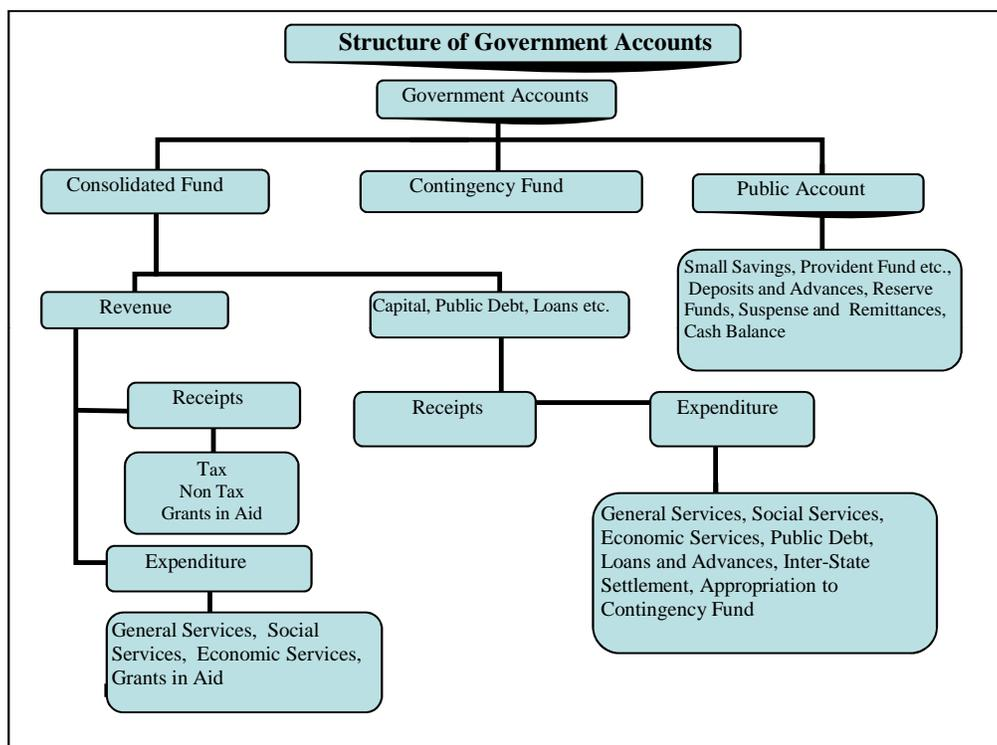 Structure of Government Accounts
Government Accounts
Consolidated Fund
Contingency Fund
Public Account
Small Savings, Provident Fund etc.,
Deposits and Advances, Reserve
Funds, Suspense and Remittances,
Cash Balance
Revenue
Capital, Public Debt, Loans etc.
Receipts
Tax
Non Tax
Grants in Aid
Expenditure
General Services, Social
Services, Economic Services,
Grants in Aid
Receipts
Expenditure
General Services, Social Services,
Economic Services, Public Debt,
Loans and Advances, Inter-State
Settlement, Appropriation to
Contingency Fund